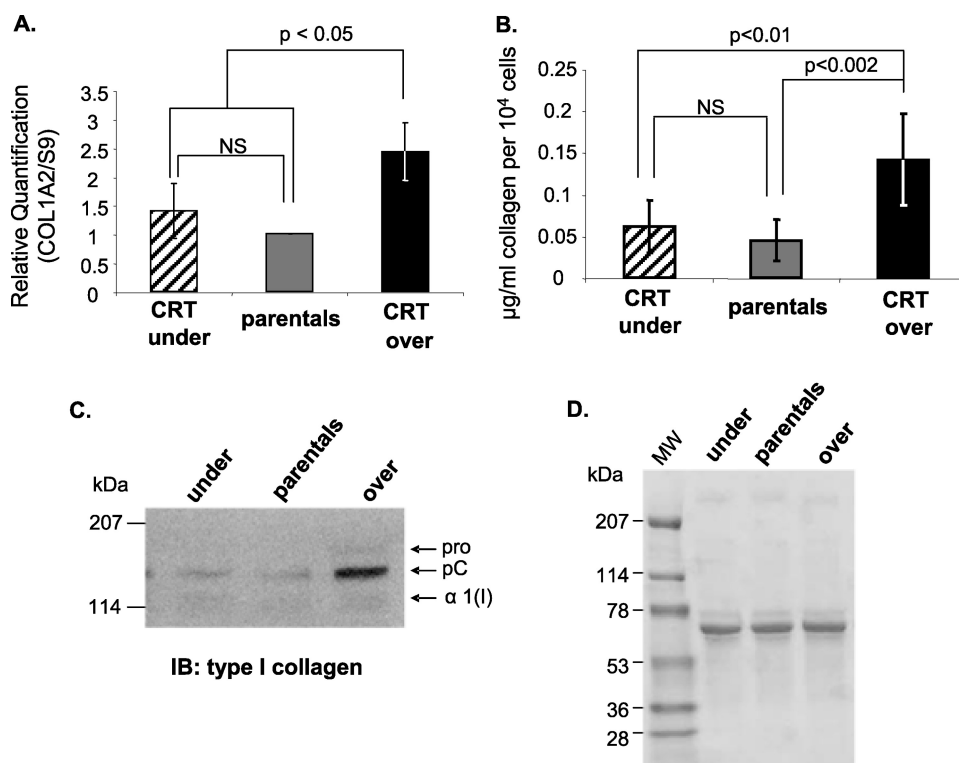 A.
p < 0.05
Relative Quantification
(COL1A2/S9)
3.5
3
2.5
2
1.5
1
0.5
0
NS
CRT
under
parentals
CRT
over
B.
p<0.01
p<0.002
NS
µg/ml collagen per 10⁴ cells
0.25
0.2
0.15
0.1
0.05
0
CRT
under
parentals
CRT
over
C.
under
parentals
over
kDa
207
114
pro
pC
α 1(I)
IB: type I collagen
D.
MW
under
parentals
over
kDa
207
114
78
53
36
28